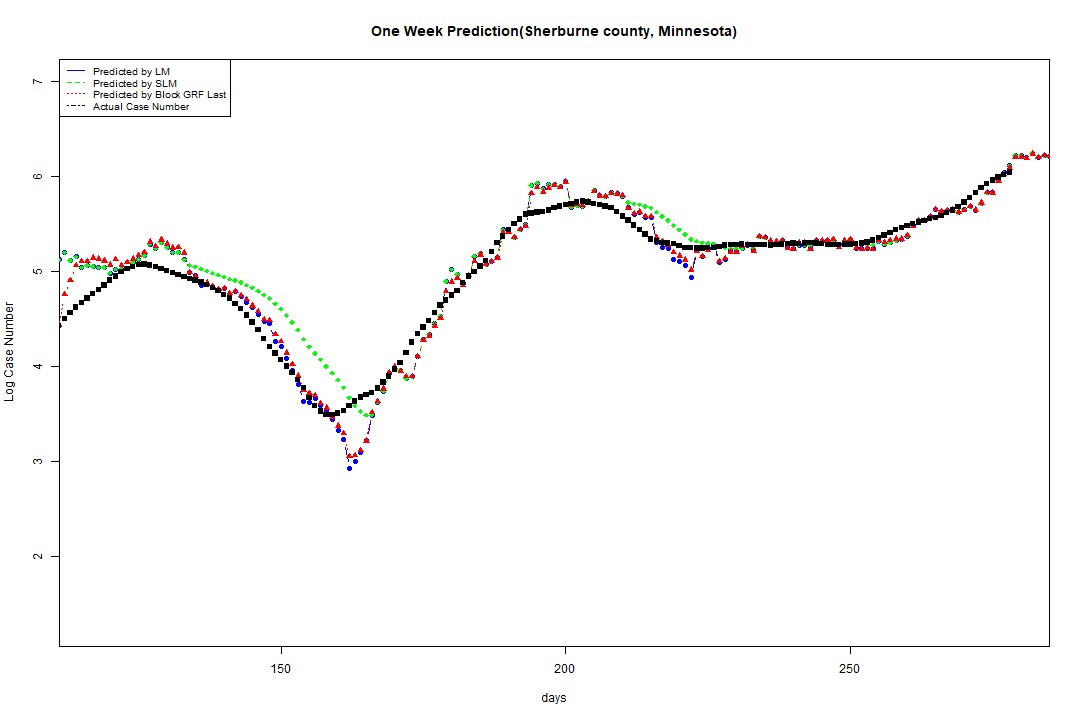 One Week Prediction(Sherburne county, Minnesota)
Predicted by LM
Predicted by SLM
Predicted by Block GRF Last
Actual Case Number
7
6
5
4
3
2
Log Case Number
150 200 250
days